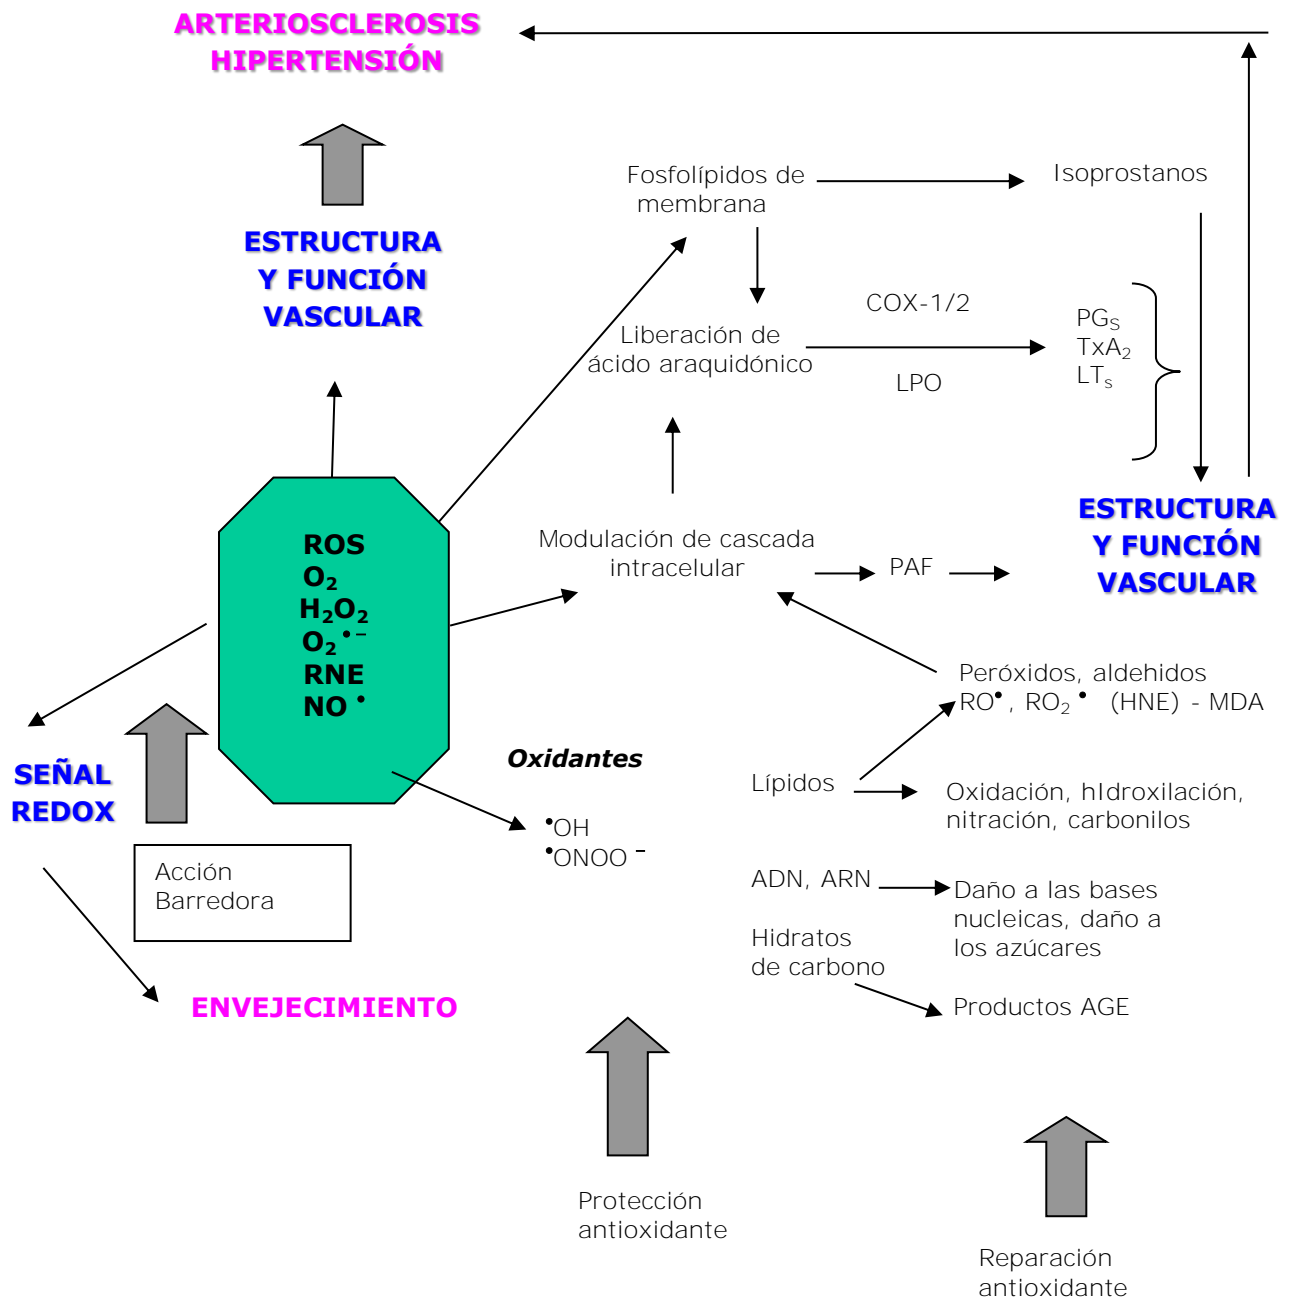 ARTERIOSCLEROSIS
HIPERTENSIÓN
Fosfolípidos de
membrana
Isoprostanos
ESTRUCTURA
Y FUNCIÓN
VASCULAR
COX-1/2
Liberación de
ácido araquidónico
LPO
PGS
TxA2
LTs
ROS
O2
H2O2
O2•–
RNE
NO•
Modulación de cascada
intracelular
PAF
ESTRUCTURA
Y FUNCIÓN
VASCULAR
Peróxidos, aldehidos
RO•, RO2• (HNE) - MDA
SEÑAL
REDOX
Oxidantes
•OH
•ONOO–
Lípidos
Oxidación, hIdroxilación,
nitración, carbonilos
Acción
Barredora
ADN, ARN
Daño a las bases
nucleicas, daño a
los azúcares
Hidratos
de carbono
Productos AGE
ENVEJECIMIENTO
Protección
antioxidante
Reparación
antioxidante